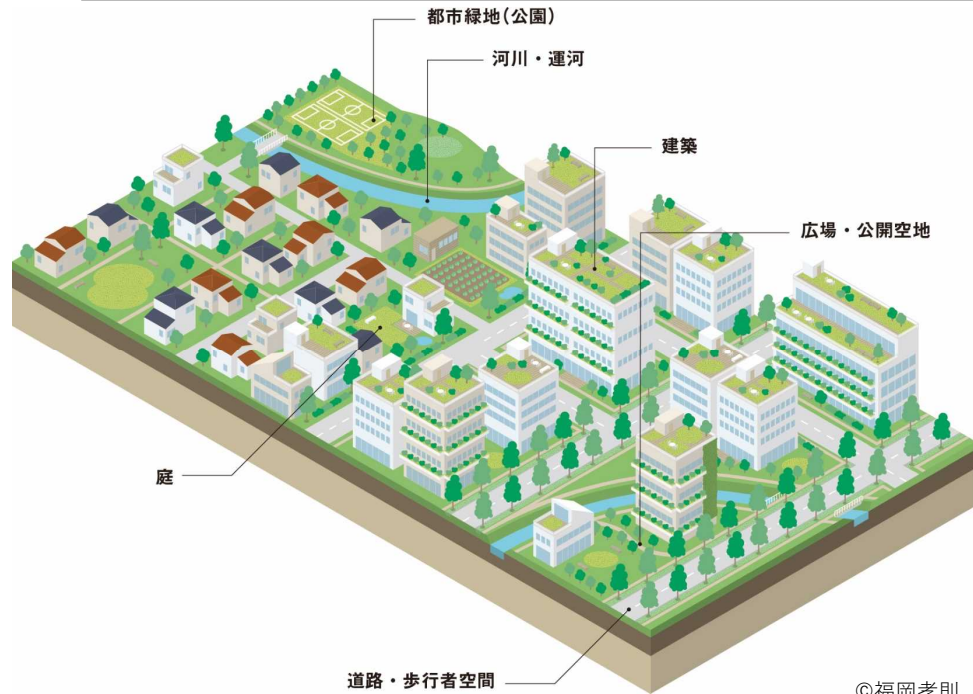 都市緑地(公園)
河川・運河
建築
広場・公開空地
庭
道路・歩行者空間
©福岡孝則